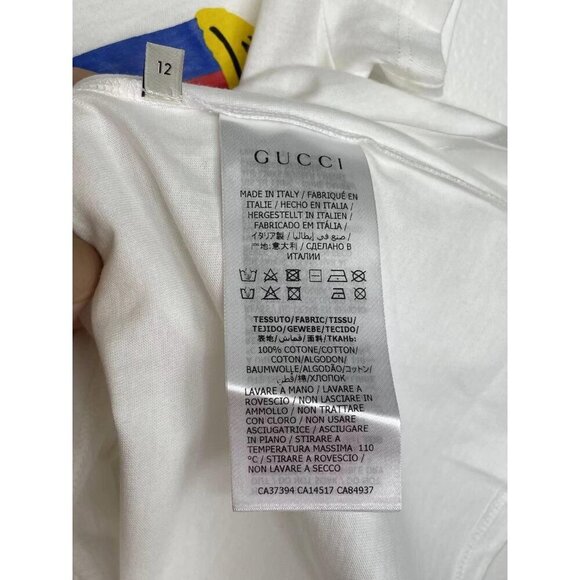 12
GUCCI
MADE IN ITALY / FABRIQUÉ EN
ITALIE / HECHO EN ITALIA /
HERGESTELLT IN ITALIEN /
FABRICADO EM ITÁLIA /
イタリア製 / صنع في إيطاليا /
产地:意大利 / СДЕЛАНО В
ИТАЛИИ
TESSUTO/FABRIC/TISSU/
TEJIDO/GEWEBE/TECIDO/
表地/قماش/面料/ТКАНЬ:
100% COTONE/COTTON/
COTON/ALGODON/
BAUMWOLLE/ALGODÃO/コットン/
قطن/棉/ХЛОПОК
LAVARE A MANO / LAVARE A
ROVESCIO / NON LASCIARE IN
AMMOLLO / NON TRATTARE
CON CLORO / NON USARE
ASCIUGATRICE / ASCIUGARE
IN PIANO / STIRARE A
TEMPERATURA MASSIMA 110
°C / STIRARE A ROVESCIO /
NON LAVARE A SECCO
CA37394 CA14517 CA84937